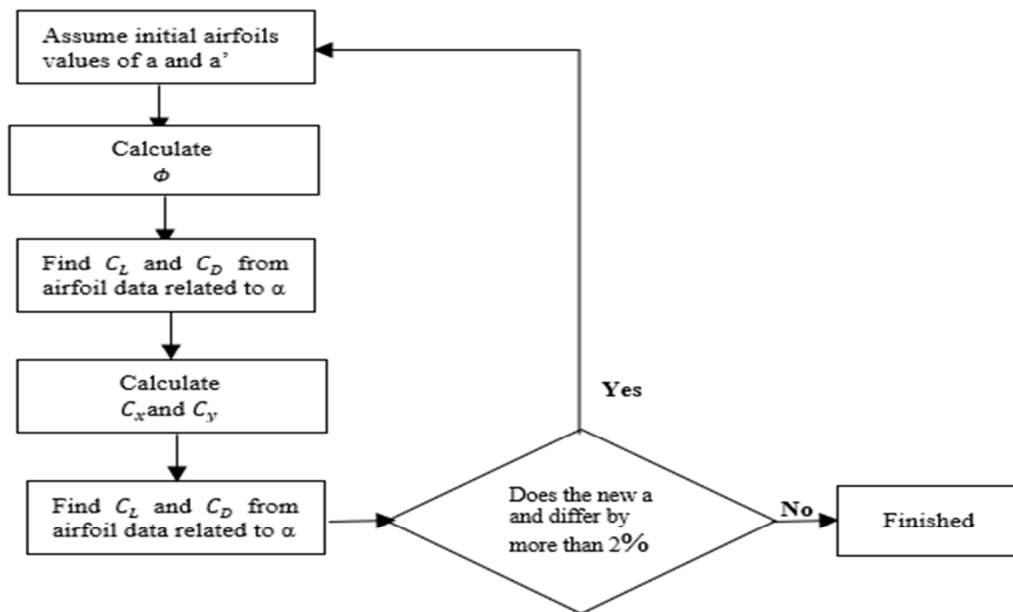 Assume initial airfoils
values of a and a’
Calculate
Φ
Find C_L and C_D from
airfoil data related to α
Calculate
C_x and C_y
Find C_L and C_D from
airfoil data related to α
Yes
Does the new a
and differ by
more than 2%
No
Finished